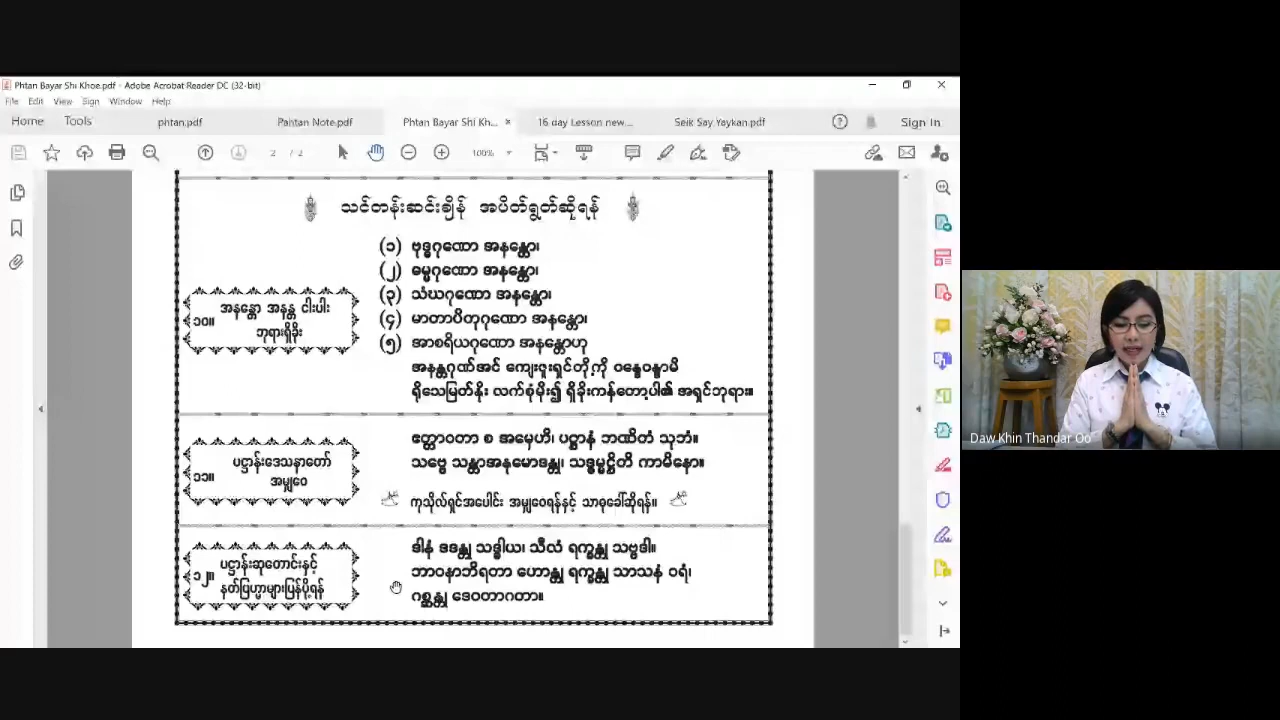 Phtan Bayar Shi Khoe.pdf - Adobe Acrobat Reader DC (32-bit)
File Edit View Sign Window Help
Home Tools phtan.pdf Pahtan Note.pdf Phtan Bayar Shi Kh... × 16 day Lesson new... Seik Say Yaykan.pdf Sign In
2 / 2 100%
သင်တန်းဆင်းချိန် အပိတ်ရွတ်ဆိုရန်
၁၀။ အနန္တော အနန္တ ငါးပါး
ဘုရားရှိခိုး
(၁) ဗုဒ္ဓဂုဏော အနန္တော၊
(၂) ဓမ္မဂုဏော အနန္တော၊
(၃) သံဃဂုဏော အနန္တော၊
(၄) မာတာပိတုဂုဏော အနန္တော၊
(၅) အာစရိယဂုဏော အနန္တောဟု
အနန္တဂုဏ်အင် ကျေးဇူးရှင်တို့ကို ဝန္ဒေဝန္ဒာမိ
ရိုသေမြတ်နိုး လက်စုံမိုး၍ ရှိခိုးကန်တော့ပါ၏ အရှင်ဘုရား။
၁၁။ ပဋ္ဌာန်းဒေသနာတော်
အမျှဝေ
ဧတ္တာဝတာ စ အမှေဟိ၊ ပဋ္ဌာနံ ဘဏိတံ သုဘံ။
သဗ္ဗေ သန္တာအနုမောဒန္တု၊ သဒ္ဓမ္မဋ္ဌိတိ ကာမိနော။
ကုသိုလ်ရှင်အပေါင်း အမျှဝေရန်နှင့် သာဓုခေါ်ဆိုရန်။
၁၂။ ပဋ္ဌာန်းဆုတောင်းနှင့်
နတ်ဗြဟ္မာများပြန်ပို့ရန်
ဒါနံ ဒဒန္တု သဒ္ဓါယ၊ သီလံ ရက္ခန္တု သဗ္ဗဒါ။
ဘာဝနာဘိရတာ ဟောန္တု ရက္ခန္တု သာသနံ ဝရံ၊
ဂစ္ဆန္တု ဒေဝတာဂတာ။
Daw Khin Thandar Oo